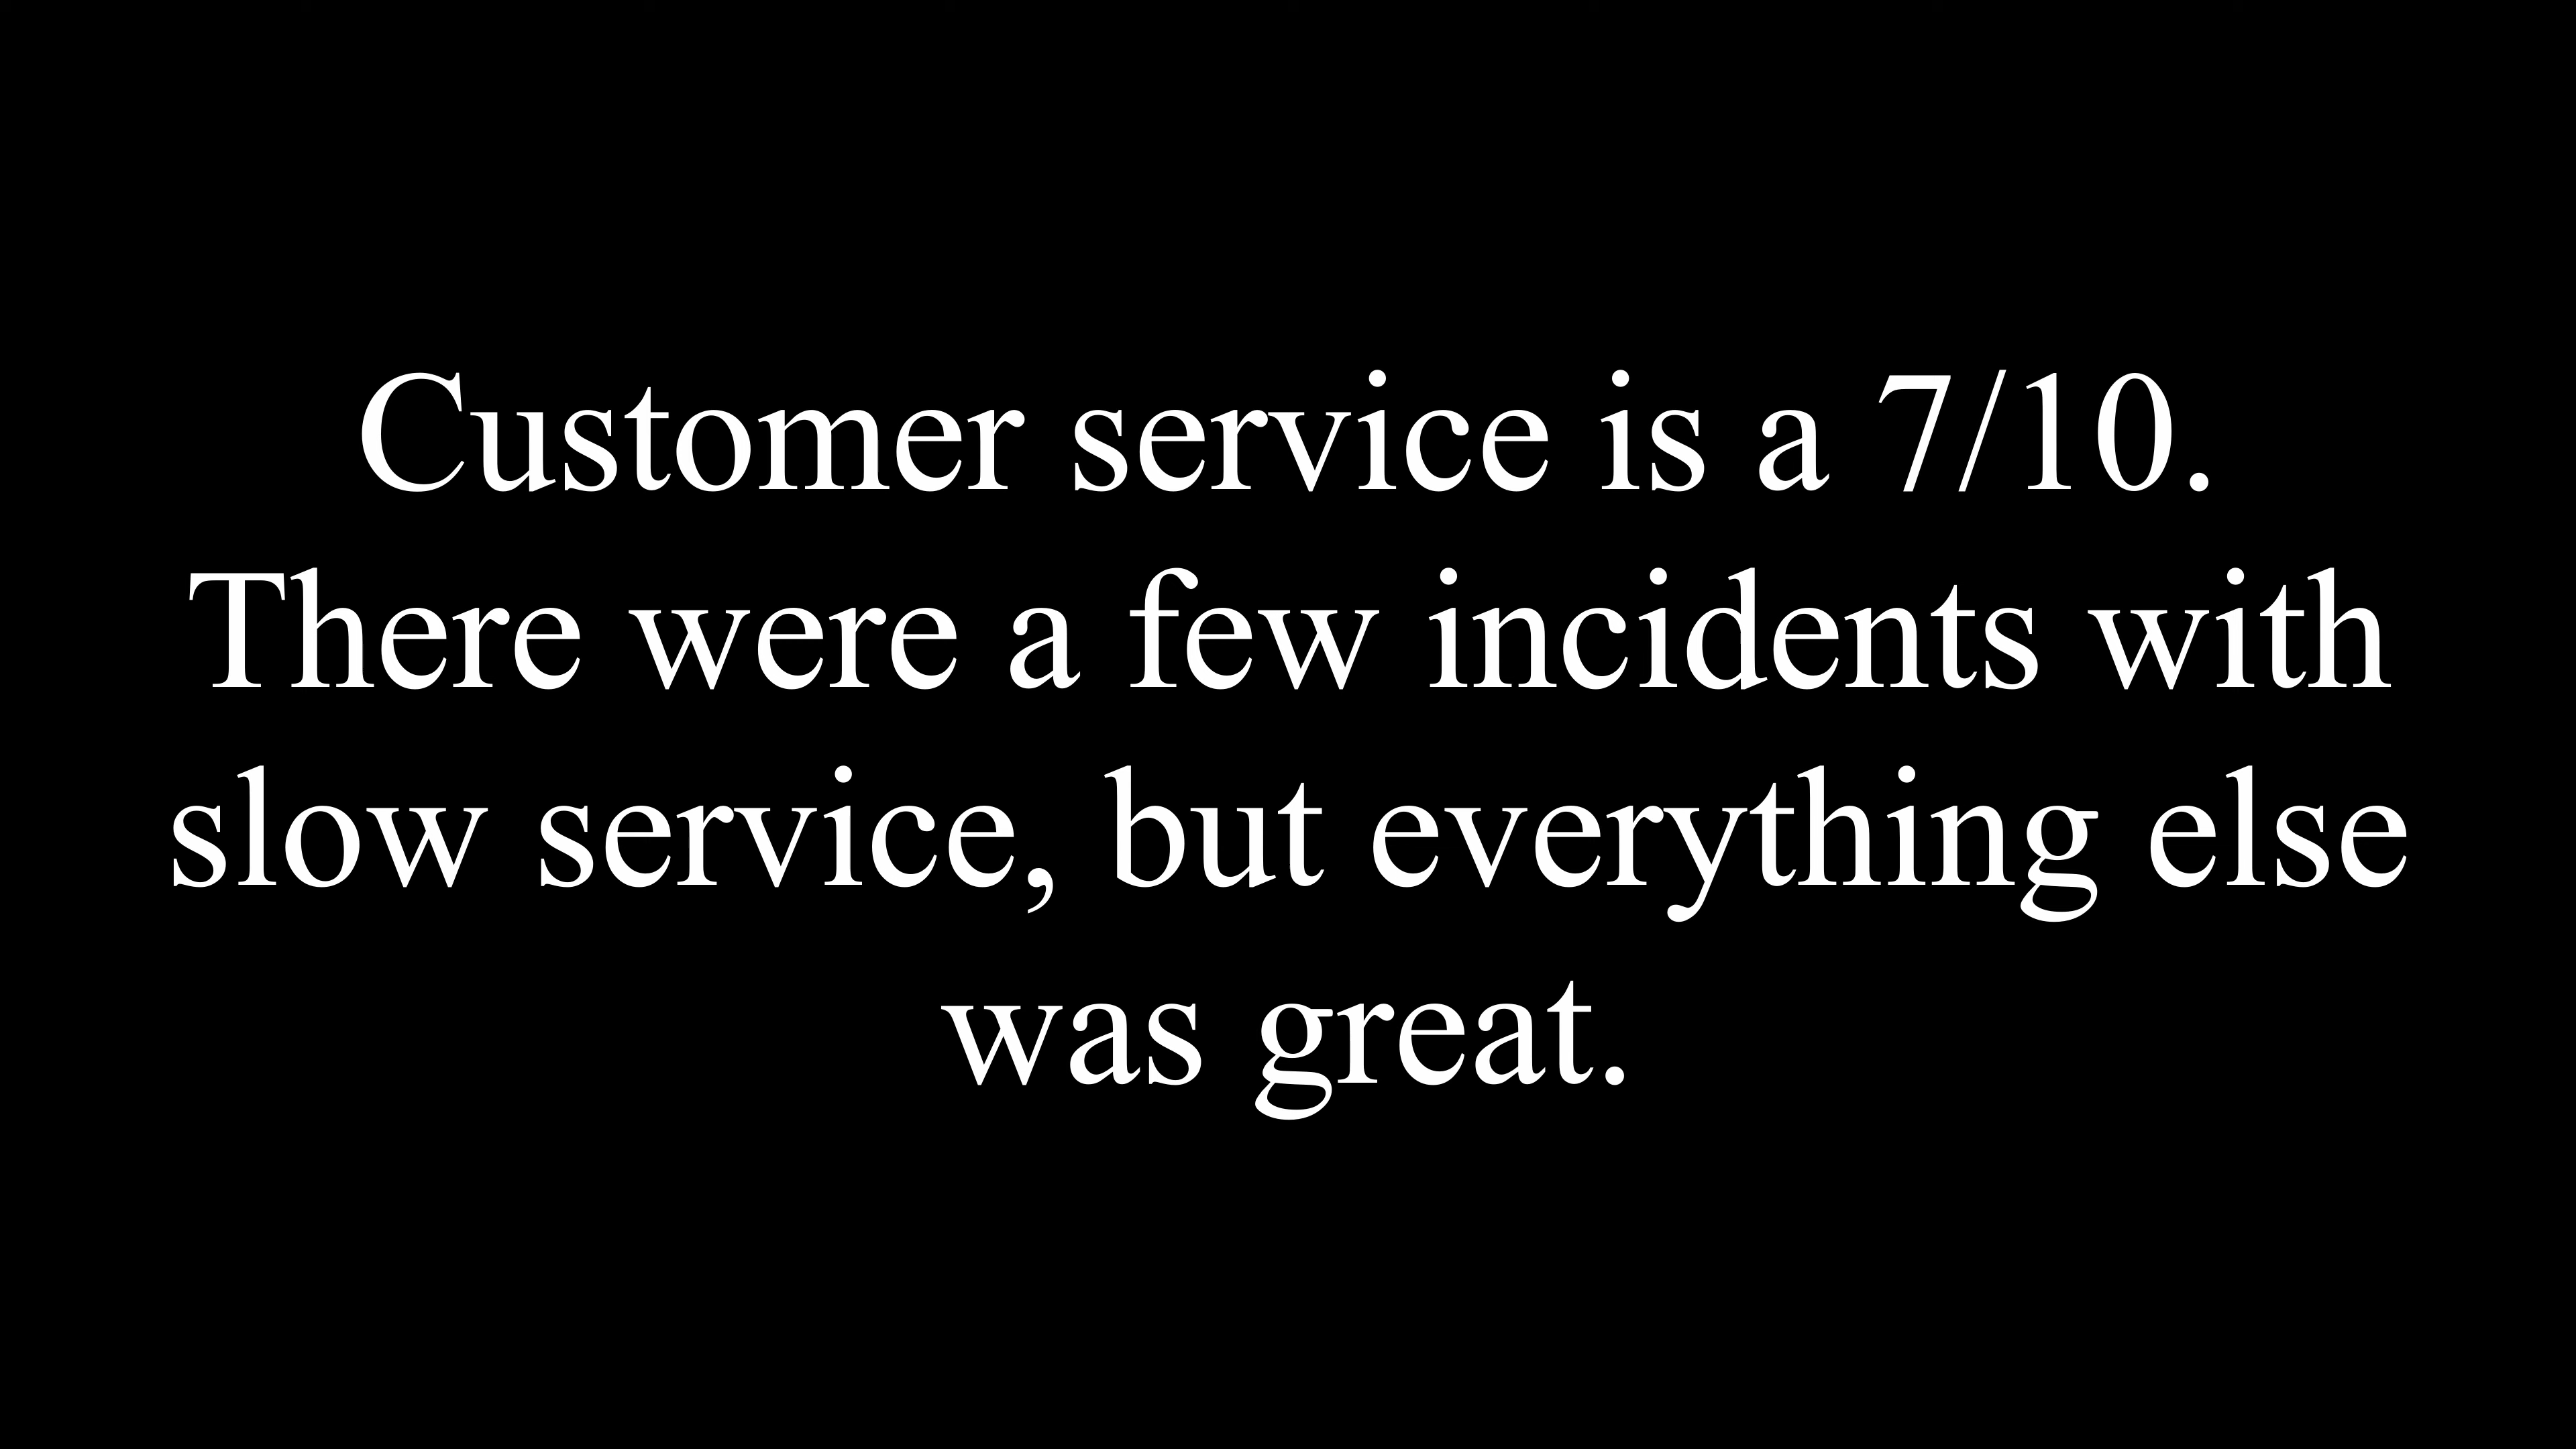 Customer service is a 7/10.
There were a few incidents with
slow service, but everything else
was great.